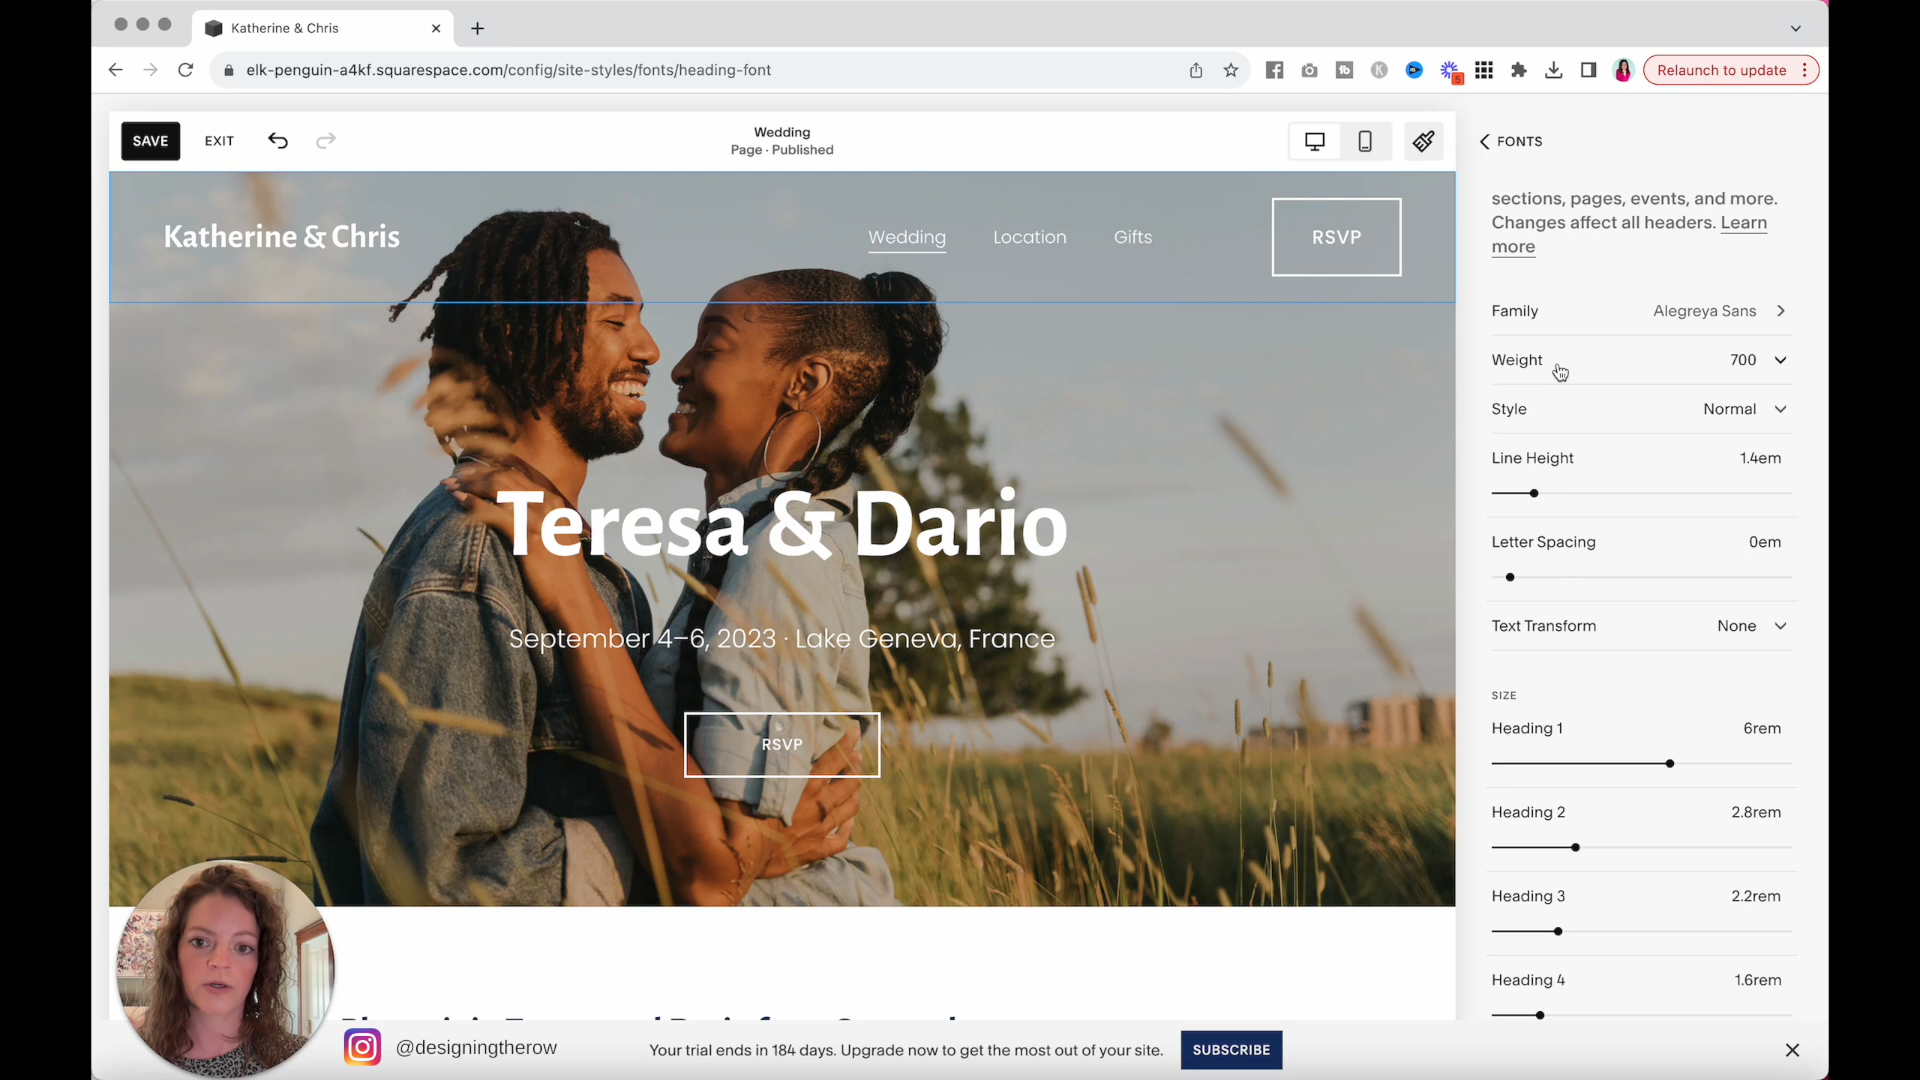 Katherine & Chris
elk-penguin-a4kf.squarespace.com/config/site-styles/fonts/heading-font
5
Relaunch to update
SAVE
EXIT
Wedding
Page · Published
FONTS
Katherine & Chris
Wedding
Location
Gifts
RSVP
Teresa & Dario
September 4–6, 2023 · Lake Geneva, France
RSVP
sections, pages, events, and more.
Changes affect all headers. Learn
more
Family
Alegreya Sans
Weight
700
Style
Normal
Line Height
1.4em
Letter Spacing
0em
Text Transform
None
SIZE
Heading 1
6rem
Heading 2
2.8rem
Heading 3
2.2rem
Heading 4
1.6rem
@designingtherow
Your trial ends in 184 days. Upgrade now to get the most out of your site.
SUBSCRIBE